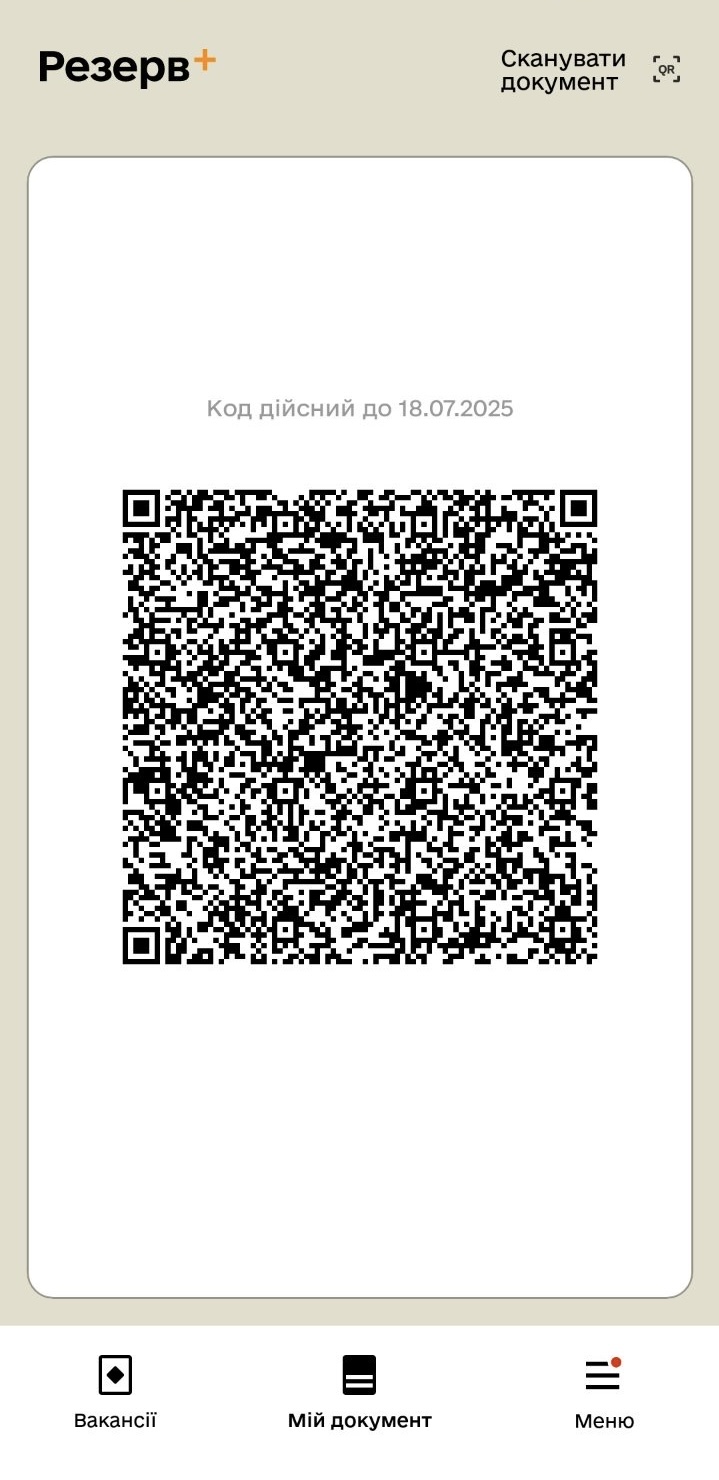 Резерв+
Сканувати
документ
QR
Код дійсний до 18.07.2025
Вакансії
Мій документ
Меню